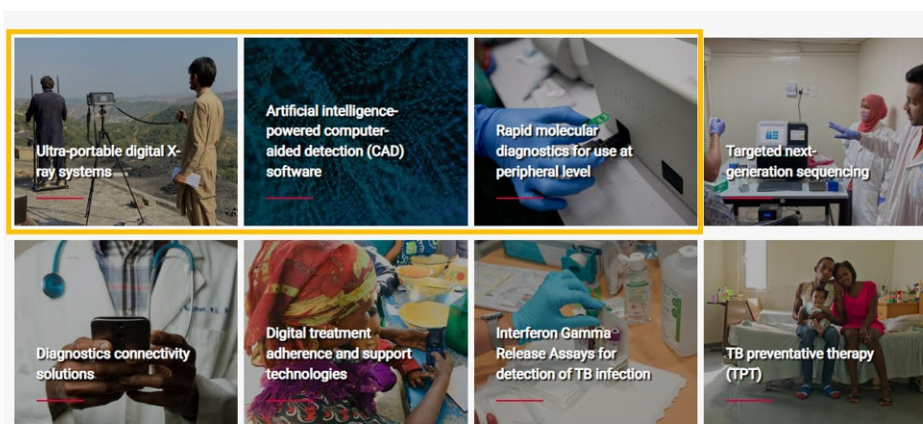 Ultra-portable digital X-
ray systems
Artificial intelligence-
powered computer-
aided detection (CAD)
software
Rapid molecular
diagnostics for use at
peripheral level
Targeted next-
generation sequencing
Diagnostics connectivity
solutions
Digital treatment
adherence and support
technologies
Interferon Gamma
Release Assays for
detection of TB infection
TB preventative therapy
(TPT)